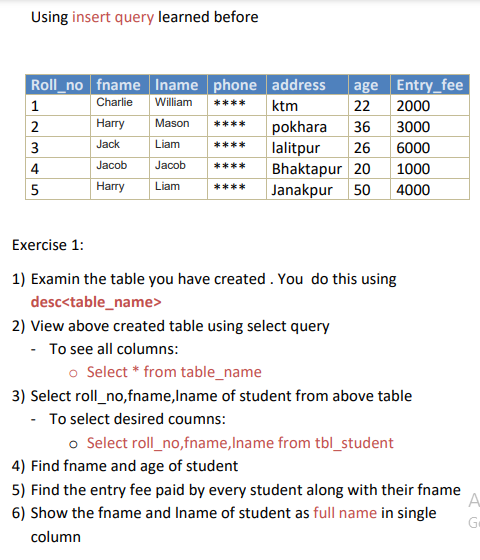 Using insert query learned before
Roll_no fname lname phone address age Entry_fee
1 Charlie William **** ktm 22 2000
2 Harry Mason **** pokhara 36 3000
3 Jack Liam **** lalitpur 26 6000
4 Jacob Jacob **** Bhaktapur 20 1000
5 Harry Liam **** Janakpur 50 4000
Exercise 1:
1) Examin the table you have created . You do this using
desc<table_name>
2) View above created table using select query
- To see all columns:
o Select * from table_name
3) Select roll_no,fname,lname of student from above table
- To select desired coumns:
o Select roll_no,fname,lname from tbl_student
4) Find fname and age of student
5) Find the entry fee paid by every student along with their fname
6) Show the fname and lname of student as full name in single
column